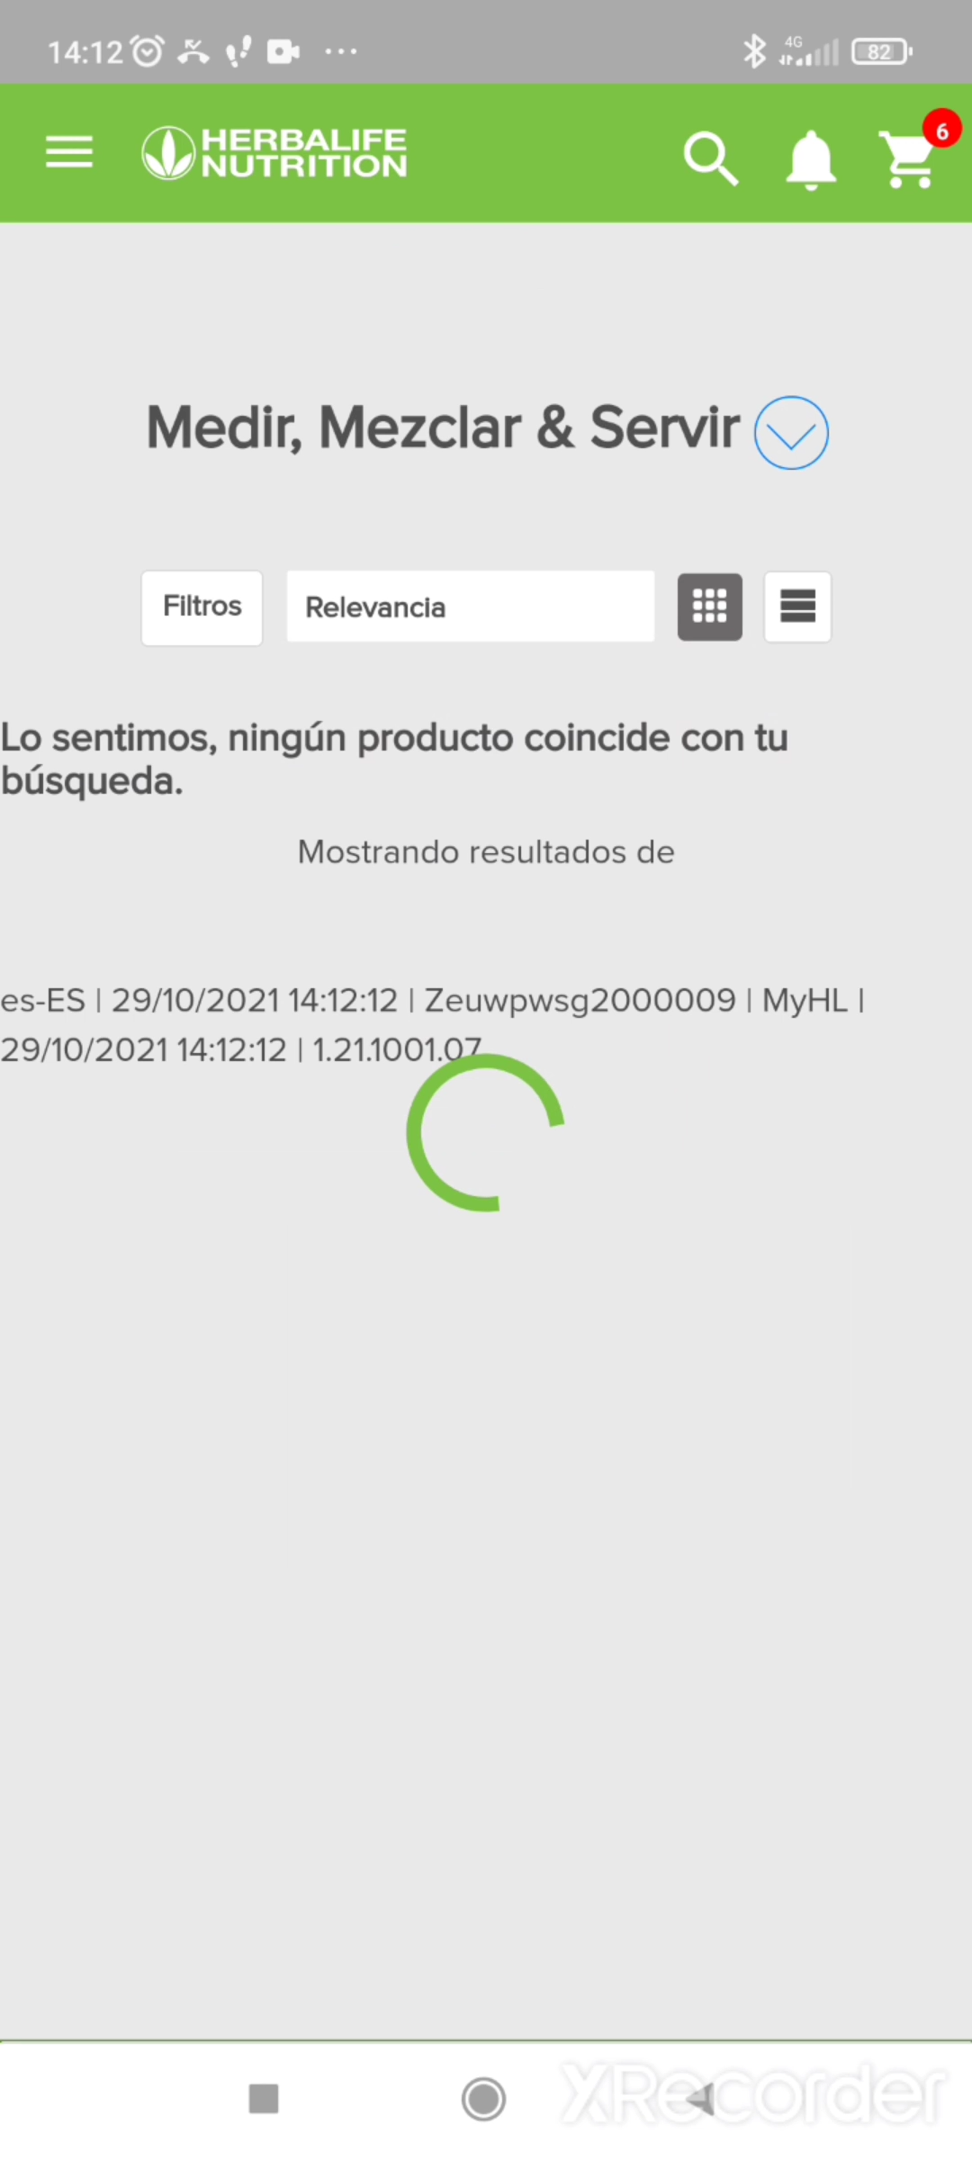 14:12
4G
82
HERBALIFE
NUTRITION
6
Medir, Mezclar & Servir
Filtros
Relevancia
Lo sentimos, ningún producto coincide con tu
búsqueda.
Mostrando resultados de
es-ES | 29/10/2021 14:12:12 | Zeuwpwsg2000009 | MyHL |
29/10/2021 14:12:12 | 1.21.1001.07
XRecorder